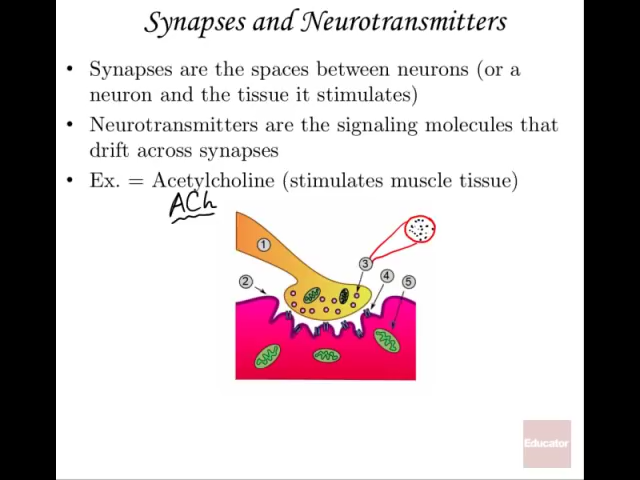 Synapses and Neurotransmitters
• Synapses are the spaces between neurons (or a
neuron and the tissue it stimulates)
• Neurotransmitters are the signaling molecules that
drift across synapses
• Ex. = Acetylcholine (stimulates muscle tissue)
ACh
1
2
3
4
5
Educator